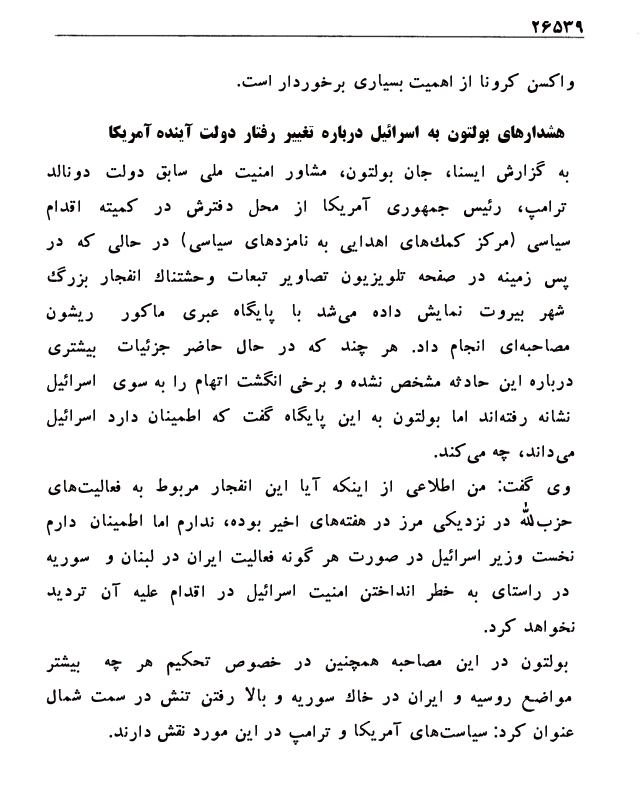 ۲۶۵۳۹
واکسن کرونا از اهمیت بسیاری برخوردار است.
هشدارهای بولتون به اسرائیل درباره تغییر رفتار دولت آینده آمریکا
به گزارش ایسنا، جان بولتون، مشاور امنیت ملی سابق دولت دونالد
ترامپ، رئیس جمهوری آمریکا از محل دفترش در کمیته اقدام
سیاسی (مرکز کمك‌های اهدایی به نامزدهای سیاسی) در حالی که در
پس زمینه در صفحه تلویزیون تصاویر تبعات وحشتناك انفجار بزرگ
شهر بیروت نمایش داده می‌شد با پایگاه عبری ماکور ریشون
مصاحبه‌ای انجام داد. هر چند که در حال حاضر جزئیات بیشتری
درباره این حادثه مشخص نشده و برخی انگشت اتهام را به سوی اسرائیل
نشانه رفته‌اند اما بولتون به این پایگاه گفت که اطمینان دارد اسرائیل
می‌داند، چه می‌کند.
وی گفت: من اطلاعی از اینکه آیا این انفجار مربوط به فعالیت‌های
حزب‌الله در نزدیکی مرز در هفته‌های اخیر بوده، ندارم اما اطمینان دارم
نخست وزیر اسرائیل در صورت هر گونه فعالیت ایران در لبنان و سوریه
در راستای به خطر انداختن امنیت اسرائیل در اقدام علیه آن تردید
نخواهد کرد.
بولتون در این مصاحبه همچنین در خصوص تحکیم هر چه بیشتر
مواضع روسیه و ایران در خاك سوریه و بالا رفتن تنش در سمت شمال
عنوان کرد: سیاست‌های آمریکا و ترامپ در این مورد نقش دارند.